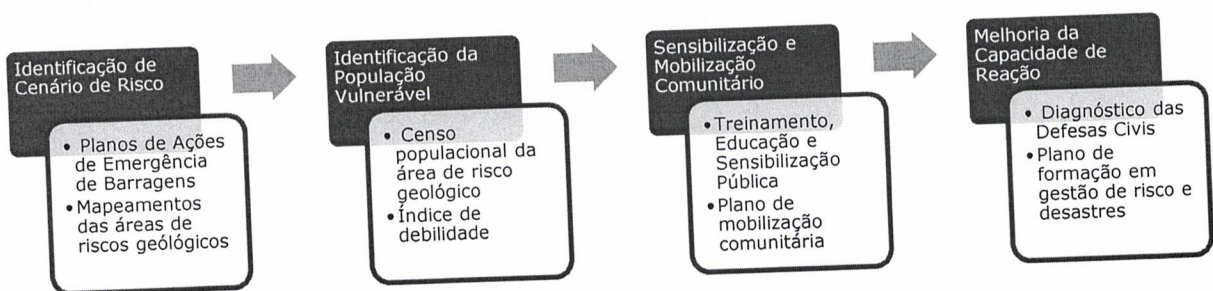 Identificação de
Cenário de Risco
• Planos de Ações
de Emergência
de Barragens
• Mapeamentos
das áreas de
riscos geólógicos
Identificação da
População
Vulnerável
• Censo
populacional da
área de risco
geológico
• Índice de
debilidade
Sensibilização e
Mobilização
Comunitário
• Treinamento,
Educação e
Sensibilização
Pública
• Plano de
mobilização
comunitária
Melhoria da
Capacidade de
Reação
• Diagnóstico das
Defesas Civis
• Plano de
formação em
gestão de risco e
desastres